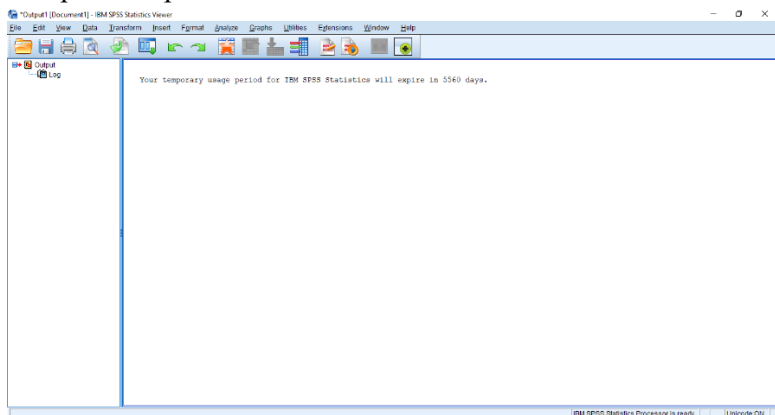 *Output1 [Document1] - IBM SPSS Statistics Viewer
File Edit View Data Transform Insert Format Analyze Graphs Utilities Extensions Window Help
Output
Log
Your temporary usage period for IBM SPSS Statistics will expire in 5560 days.
IBM SPSS Statistics Processor is ready Unicode:ON